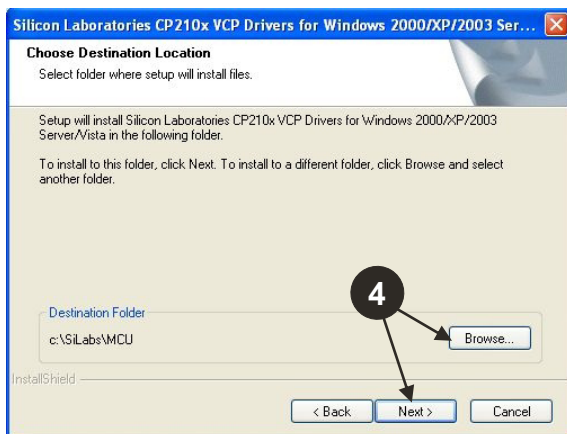 Silicon Laboratories CP210x VCP Drivers for Windows 2000/XP/2003 Ser...
Choose Destination Location
Select folder where setup will install files.
Setup will install Silicon Laboratories CP210x VCP Drivers for Windows 2000/XP/2003
Server/Vista in the following folder.
To install to this folder, click Next. To install to a different folder, click Browse and select
another folder.
4
Destination Folder
c:\SiLabs\MCU
Browse...
InstallShield
< Back
Next >
Cancel